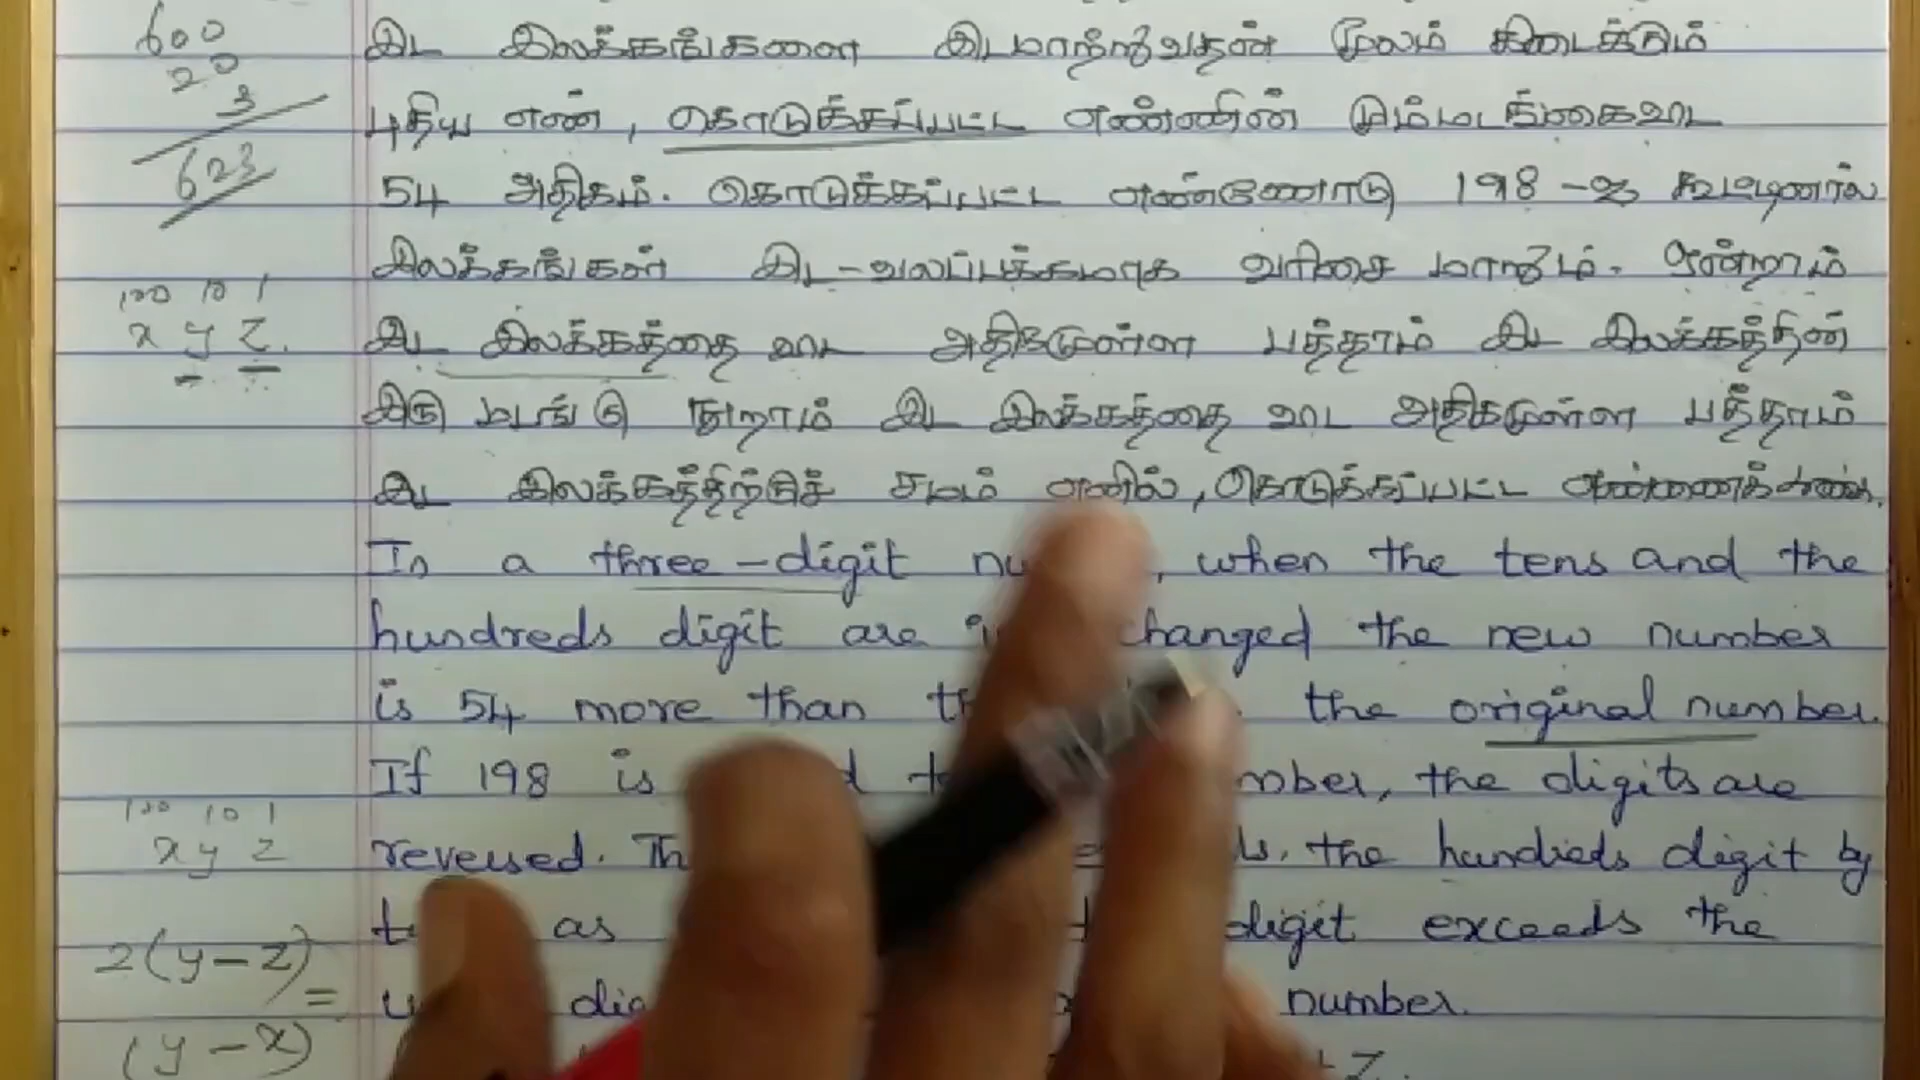 600
20
3
623
இட இலக்கங்களை இடமாற்றுவதன் மூலம் கிடைக்கும்
புதிய எண், கொடுக்கப்பட்ட எண்ணின் மும்மடங்கைவிட
54 அதிகம். கொடுக்கப்பட்ட எண்ணோடு 198-ஐ கூட்டினால்
இலக்கங்கள் இட-வலப்பக்கமாக வரிசை மாறும். ஒன்றாம்
100 10 1
x y z.
இட இலக்கத்தை விட அதிகமுள்ள பத்தாம் இட இலக்கத்தின்
இரு மடங்கு நூறாம் இட இலக்கத்தை விட அதிகமுள்ள பத்தாம்
இட இலக்கத்திற்குச் சமம் எனில், கொடுக்கப்பட்ட
In a three-digit , when the tens and the
hundreds digit are the new number
is 54 more than the original number.
If 198 is the digits are
100 10 1
x y z
reversed. the hundreds digit by
as digit exceeds the
2(y-z)
=
number.
(y-x)
z.